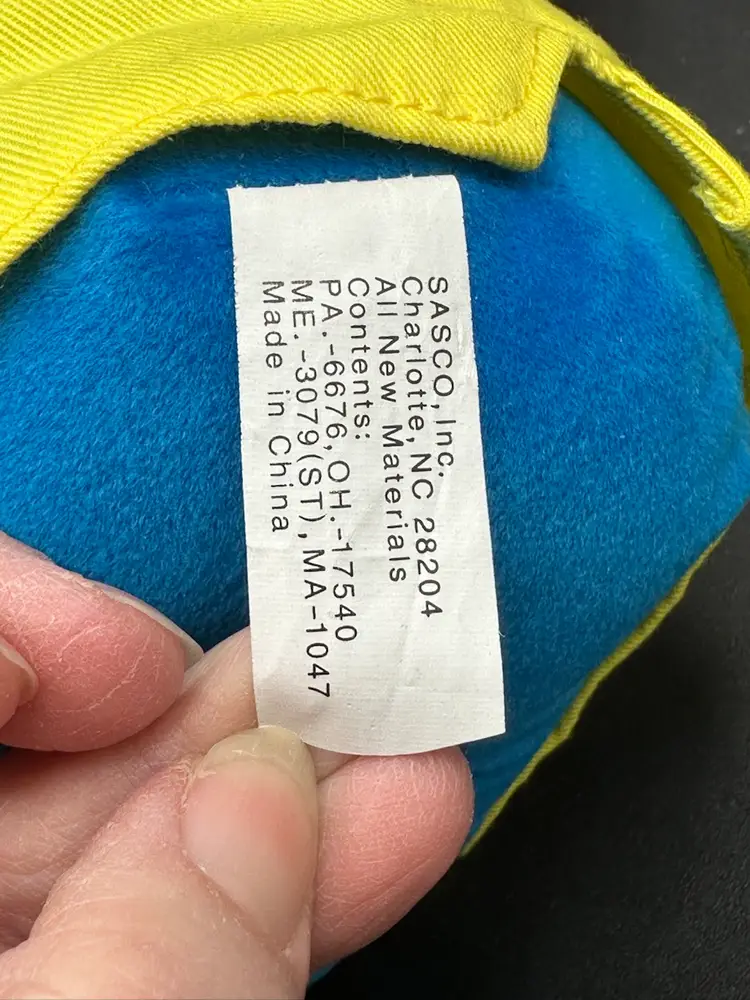 SASCO, Inc.
Charlotte, NC 28204
All New Materials
Contents:
PA.-6676, OH.-17540
ME.-3079(ST), MA-1047
Made in China